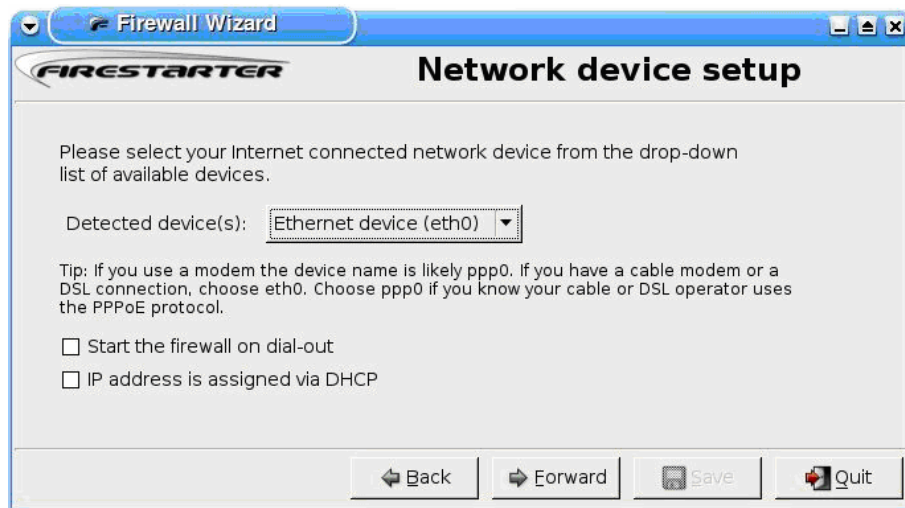 Firewall Wizard
FIRESTARTER
Network device setup
Please select your Internet connected network device from the drop-down
list of available devices.
Detected device(s): Ethernet device (eth0)
Tip: If you use a modem the device name is likely ppp0. If you have a cable modem or a
DSL connection, choose eth0. Choose ppp0 if you know your cable or DSL operator uses
the PPPoE protocol.
Start the firewall on dial-out
IP address is assigned via DHCP
Back Forward Save Quit